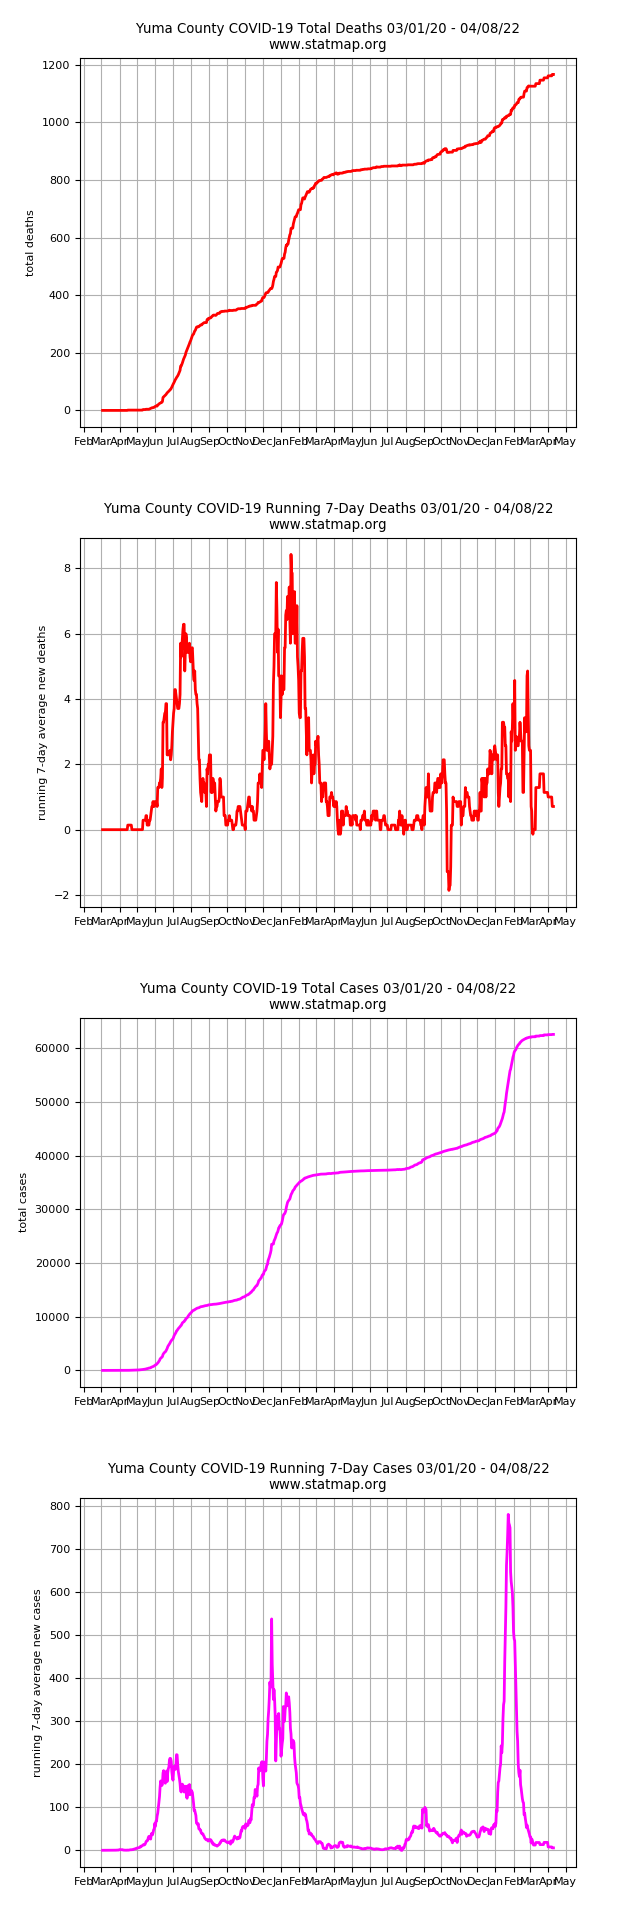 Yuma County COVID-19 Total Deaths 03/01/20 - 04/08/22
www.statmap.org
1200
1000
800
600
400
200
0
total deaths
Feb Mar Apr May Jun Jul Aug Sep Oct Nov Dec Jan Feb Mar Apr May Jun Jul Aug Sep Oct Nov Dec Jan Feb Mar Apr May
Yuma County COVID-19 Running 7-Day Deaths 03/01/20 - 04/08/22
www.statmap.org
8
6
4
2
0
−2
running 7-day average new deaths
Feb Mar Apr May Jun Jul Aug Sep Oct Nov Dec Jan Feb Mar Apr May Jun Jul Aug Sep Oct Nov Dec Jan Feb Mar Apr May
Yuma County COVID-19 Total Cases 03/01/20 - 04/08/22
www.statmap.org
60000
50000
40000
30000
20000
10000
0
total cases
Feb Mar Apr May Jun Jul Aug Sep Oct Nov Dec Jan Feb Mar Apr May Jun Jul Aug Sep Oct Nov Dec Jan Feb Mar Apr May
Yuma County COVID-19 Running 7-Day Cases 03/01/20 - 04/08/22
www.statmap.org
800
700
600
500
400
300
200
100
0
running 7-day average new cases
Feb Mar Apr May Jun Jul Aug Sep Oct Nov Dec Jan Feb Mar Apr May Jun Jul Aug Sep Oct Nov Dec Jan Feb Mar Apr May